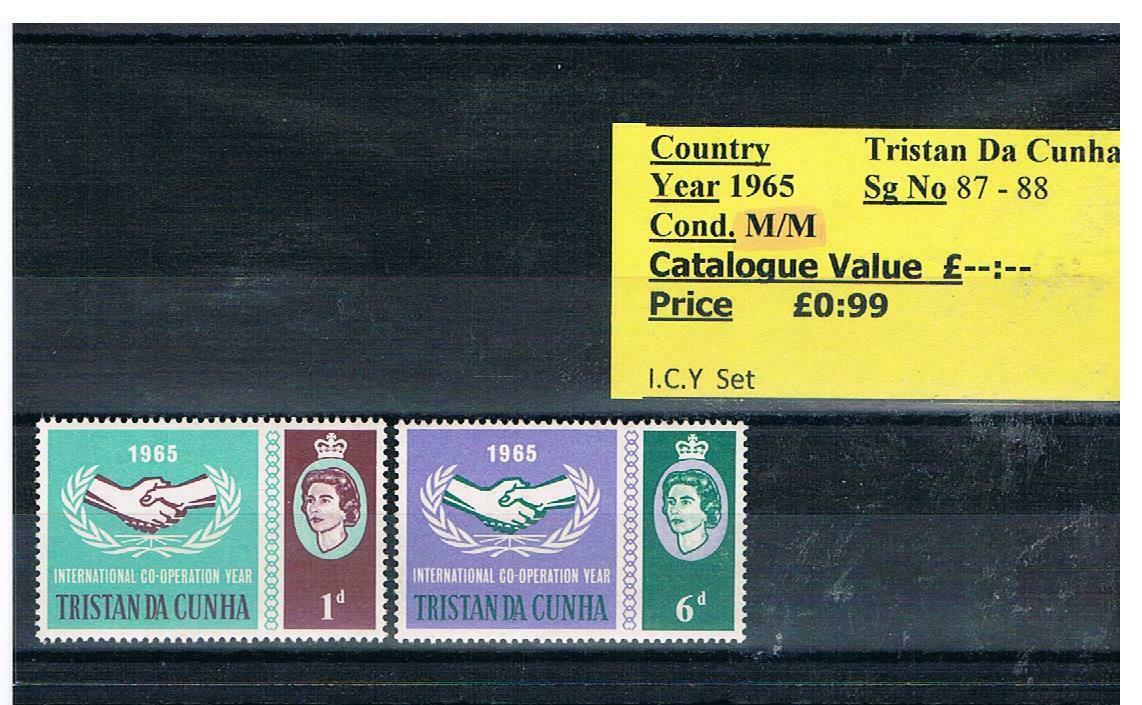 Country Tristan Da Cunha
Year 1965 Sg No 87 - 88
Cond. M/M
Catalogue Value £--:--
Price £0:99
I.C.Y Set
1965
INTERNATIONAL CO-OPERATION YEAR
TRISTAN DA CUNHA
1d
1965
INTERNATIONAL CO-OPERATION YEAR
TRISTAN DA CUNHA
6d